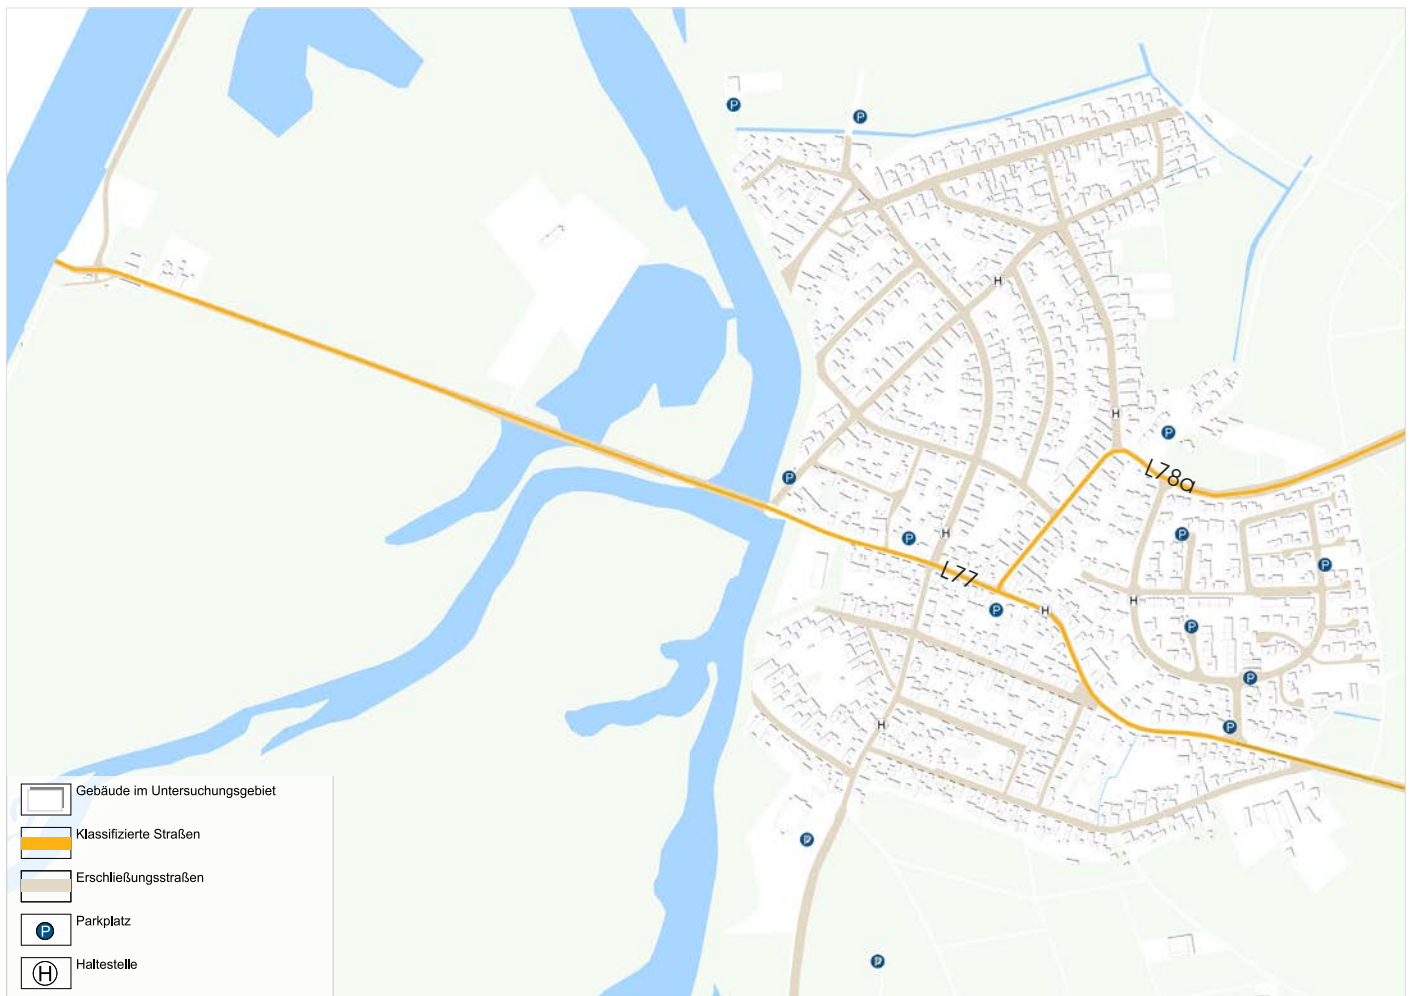 P
P
H
H
P
L78a
P
H
P
P
P
L77
H
P
H
P
P
H
P
P
P
Gebäude im Untersuchungsgebiet
Klassifizierte Straßen
Erschließungsstraßen
P Parkplatz
H Haltestelle